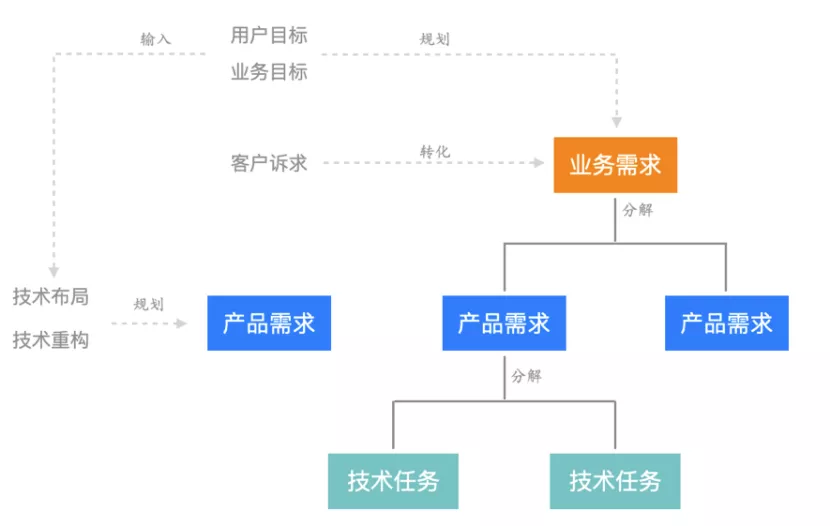 输入
用户目标
规划
业务目标
客户诉求
转化
业务需求
分解
技术布局
技术重构
规划
产品需求
产品需求
产品需求
分解
技术任务
技术任务